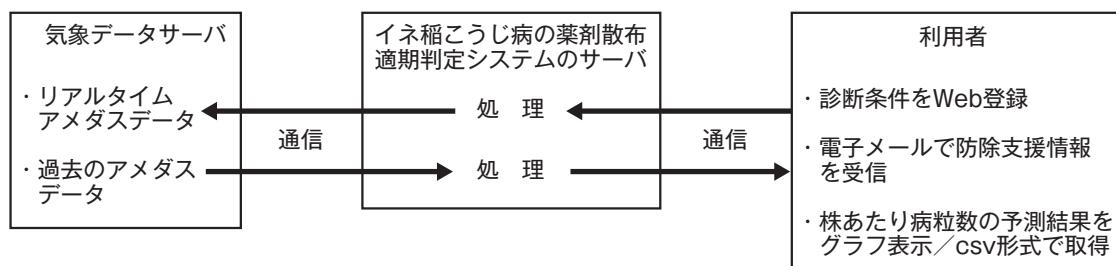 気象データサーバ
・リアルタイム
アメダスデータ
・過去のアメダス
データ
通信
イネ稲こうじ病の薬剤散布
適期判定システムのサーバ
処　理
処　理
通信
利用者
・診断条件をWeb登録
・電子メールで防除支援情報
を受信
・株あたり病粒数の予測結果を
グラフ表示／csv形式で取得